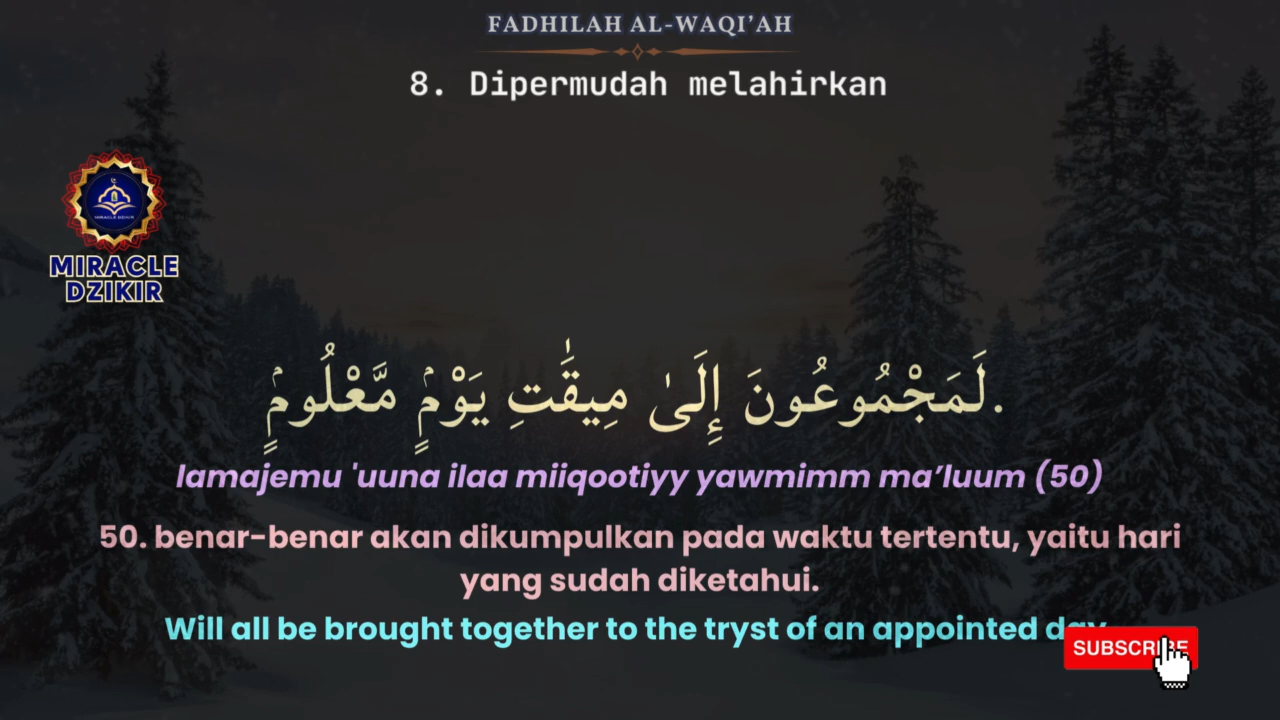 FADHILAH AL-WAQI’AH
8. Dipermudah melahirkan
MIRACLE
DZIKIR
لَمَجْمُوعُونَ إِلَىٰ مِيقَٰتِ يَوْمٍۢ مَّعْلُومٍۢ.
lamajemu 'uuna ilaa miiqootiyy yawmimm ma’luum (50)
50. benar-benar akan dikumpulkan pada waktu tertentu, yaitu hari
yang sudah diketahui.
Will all be brought together to the tryst of an appointed day
SUBSCRIBE